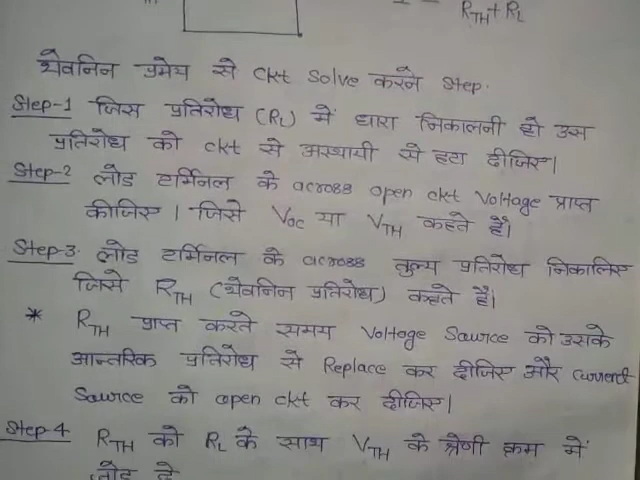 R_TH + R_L
थेवनिन प्रमेय से ckt Solve करने Step.
Step-1 जिस प्रतिरोध (R_L) में धारा निकालनी हो उस
प्रतिरोध को ckt से अस्थायी से हटा दीजिए।
Step-2 लोड टर्मिनल के across open ckt Voltage प्राप्त
कीजिए । जिसे V_OC या V_TH कहते हैं।
Step-3. लोड टर्मिनल के across तुल्य प्रतिरोध निकालिए
जिसे R_TH (थेवनिन प्रतिरोध) कहते हैं।
* R_TH प्राप्त करते समय Voltage Source को उसके
आन्तरिक प्रतिरोध से Replace कर दीजिए और Current
Source को open ckt कर दीजिए।
Step-4 R_TH को R_L के साथ V_TH के श्रेणी क्रम में